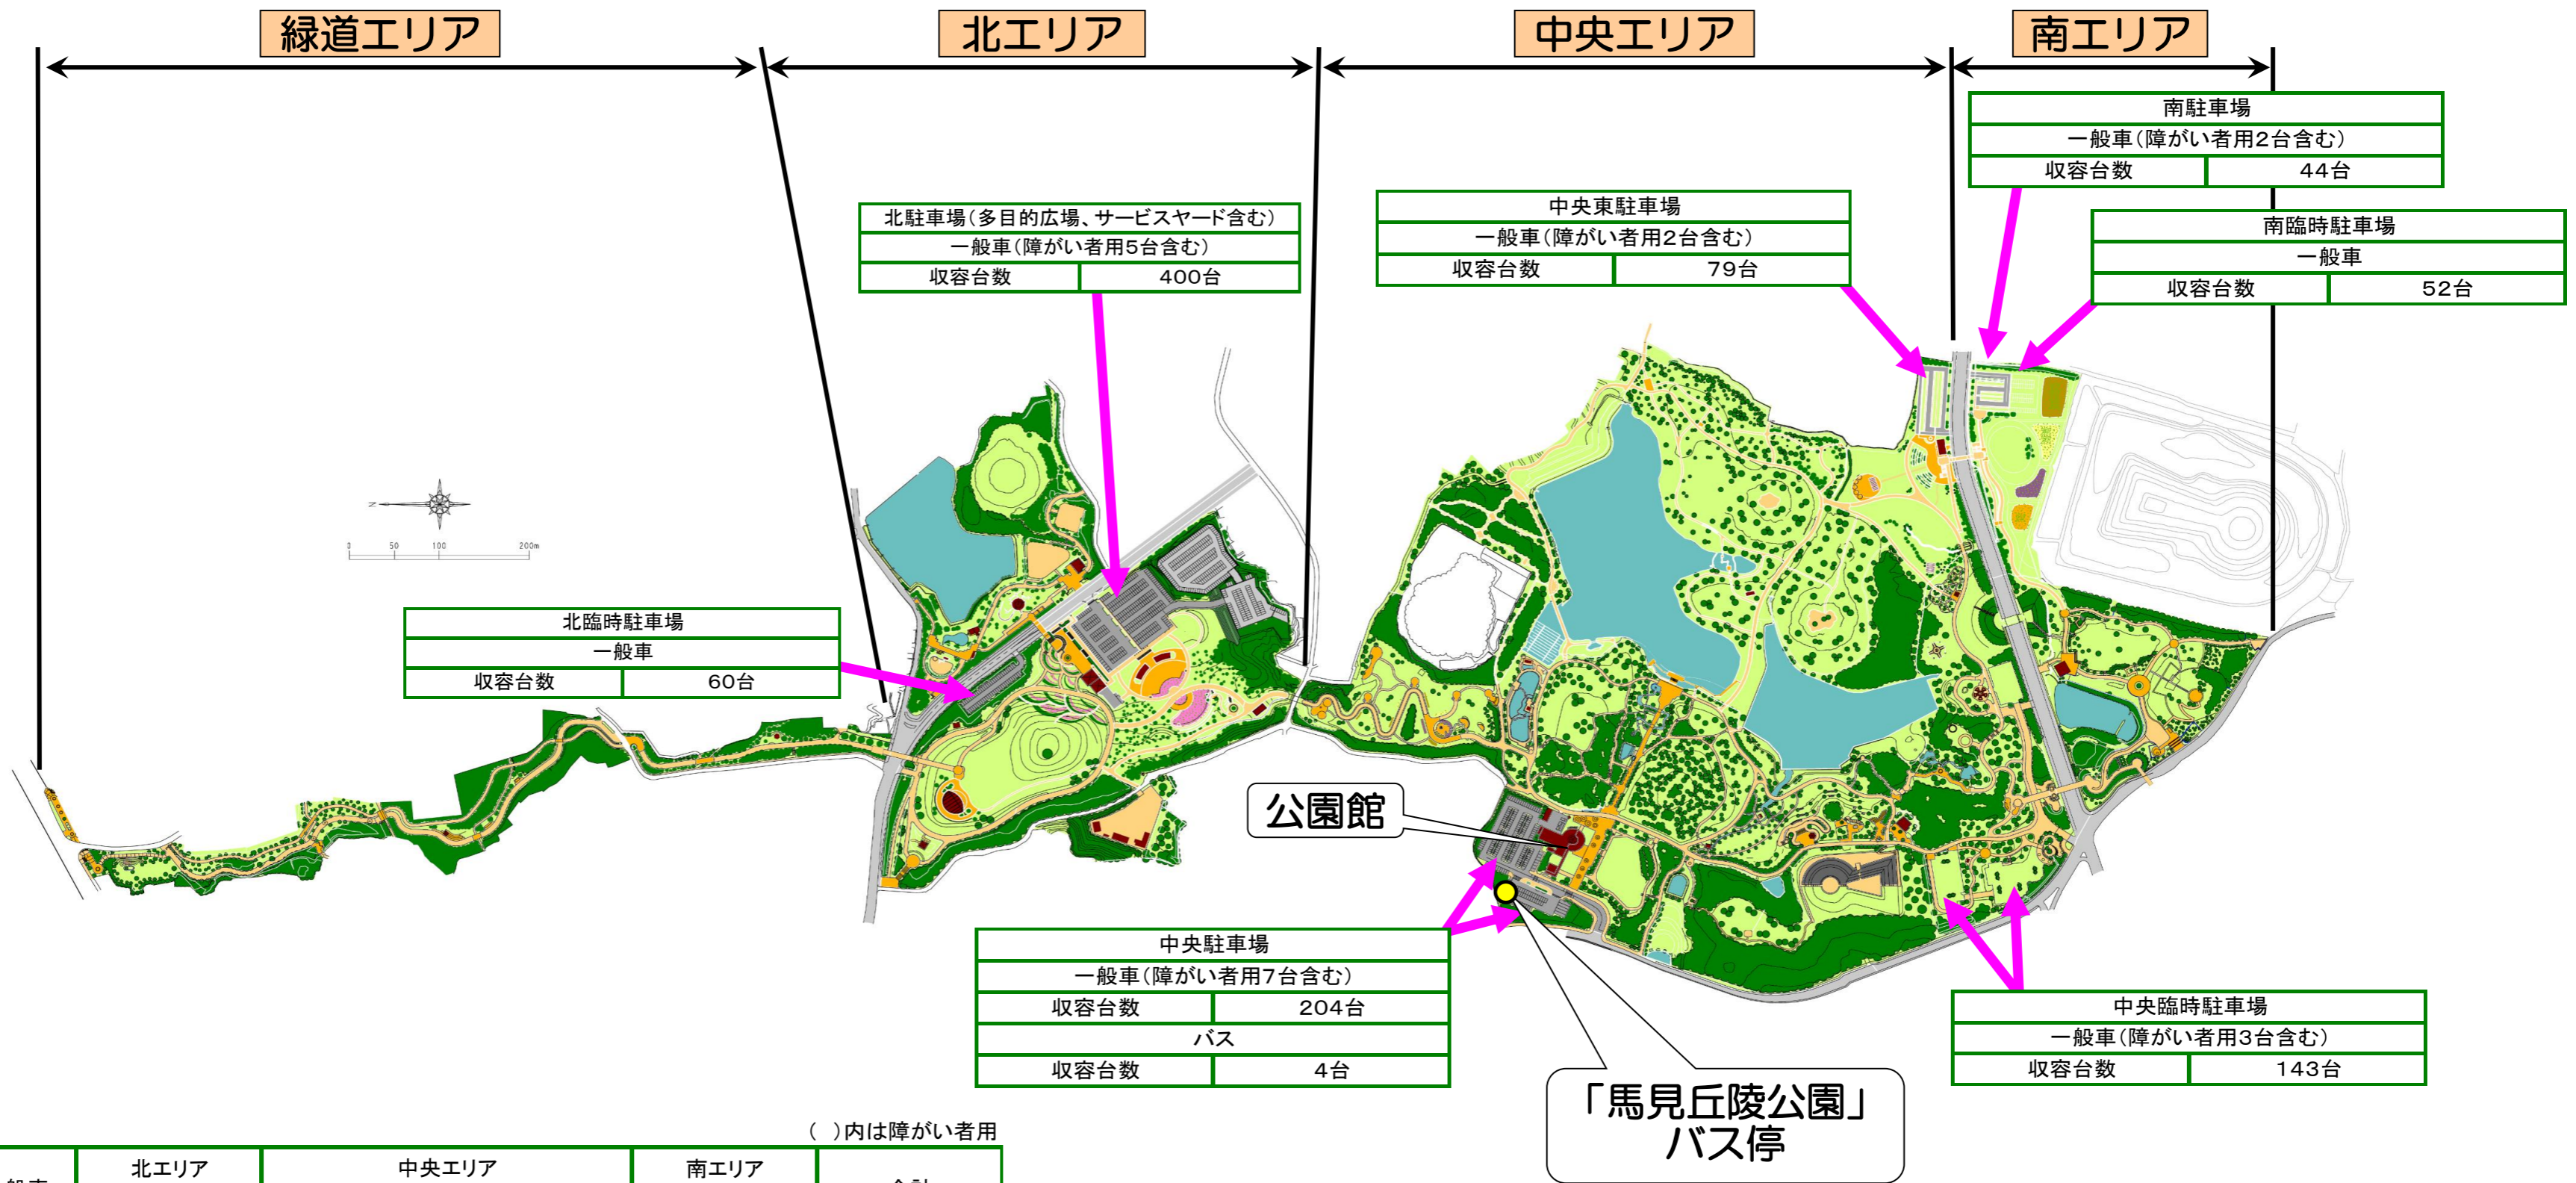 緑道エリア
北エリア
中央エリア
南エリア
南駐車場
一般車(障がい者用2台含む)
収容台数 44台
南臨時駐車場
一般車
収容台数 52台
中央東駐車場
一般車(障がい者用2台含む)
収容台数 79台
北駐車場(多目的広場、サービスヤード含む)
一般車(障がい者用5台含む)
収容台数 400台
N
0 50 100 200m
北臨時駐車場
一般車
収容台数 60台
公園館
中央駐車場
一般車(障がい者用7台含む)
収容台数 204台
バス
収容台数 4台
中央臨時駐車場
一般車(障がい者用3台含む)
収容台数 143台
「馬見丘陵公園」
バス停
( )内は障がい者用
北エリア 中央エリア 南エリア